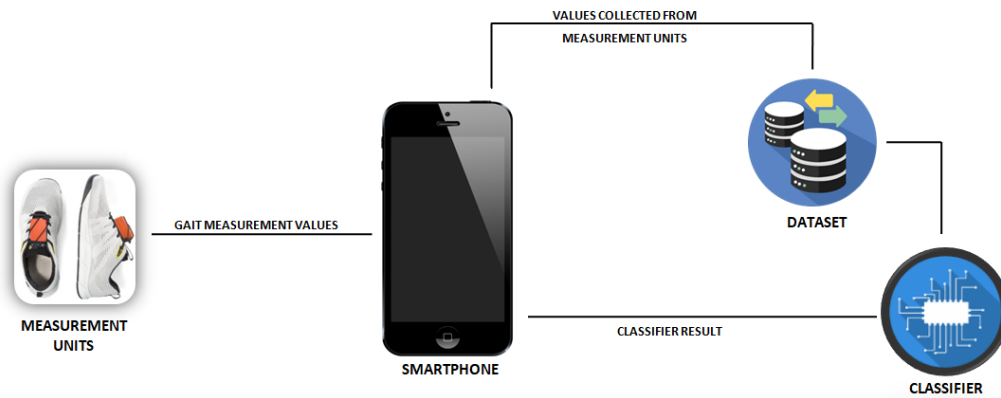 VALUES COLLECTED FROM
MEASUREMENT UNITS
GAIT MEASUREMENT VALUES
DATASET
MEASUREMENT
UNITS
CLASSIFIER RESULT
SMARTPHONE
CLASSIFIER